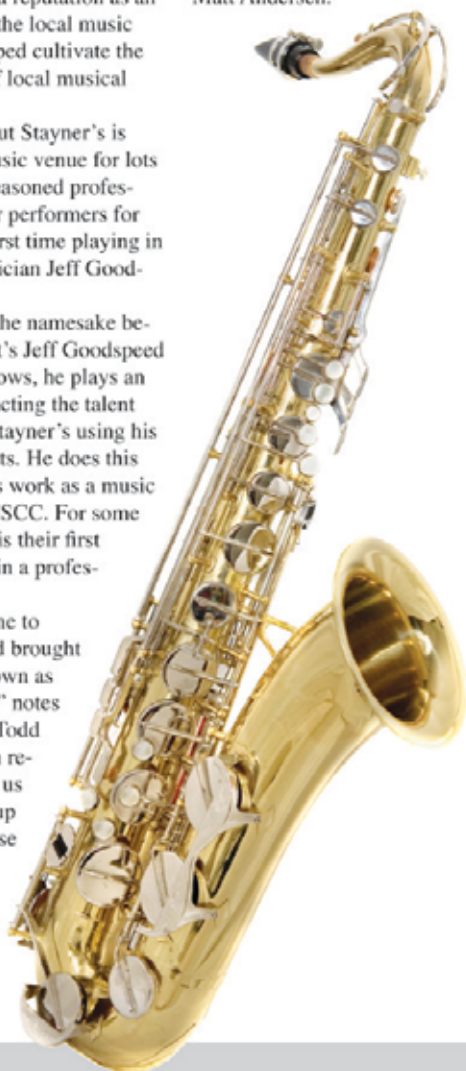 a reputation as an
the local music
ped cultivate the
f local musical
ut Stayner's is
usic venue for lots
easoned profes-
r performers for
rst time playing in
ician Jeff Good-
he namesake be-
t's Jeff Goodspeed
ows, he plays an
cting the talent
tayner's using his
ts. He does this
s work as a music
SCC. For some
is their first
in a profes-
ne to
d brought
own as
" notes
Todd
n re-
us
up
se
Matt Andersen.